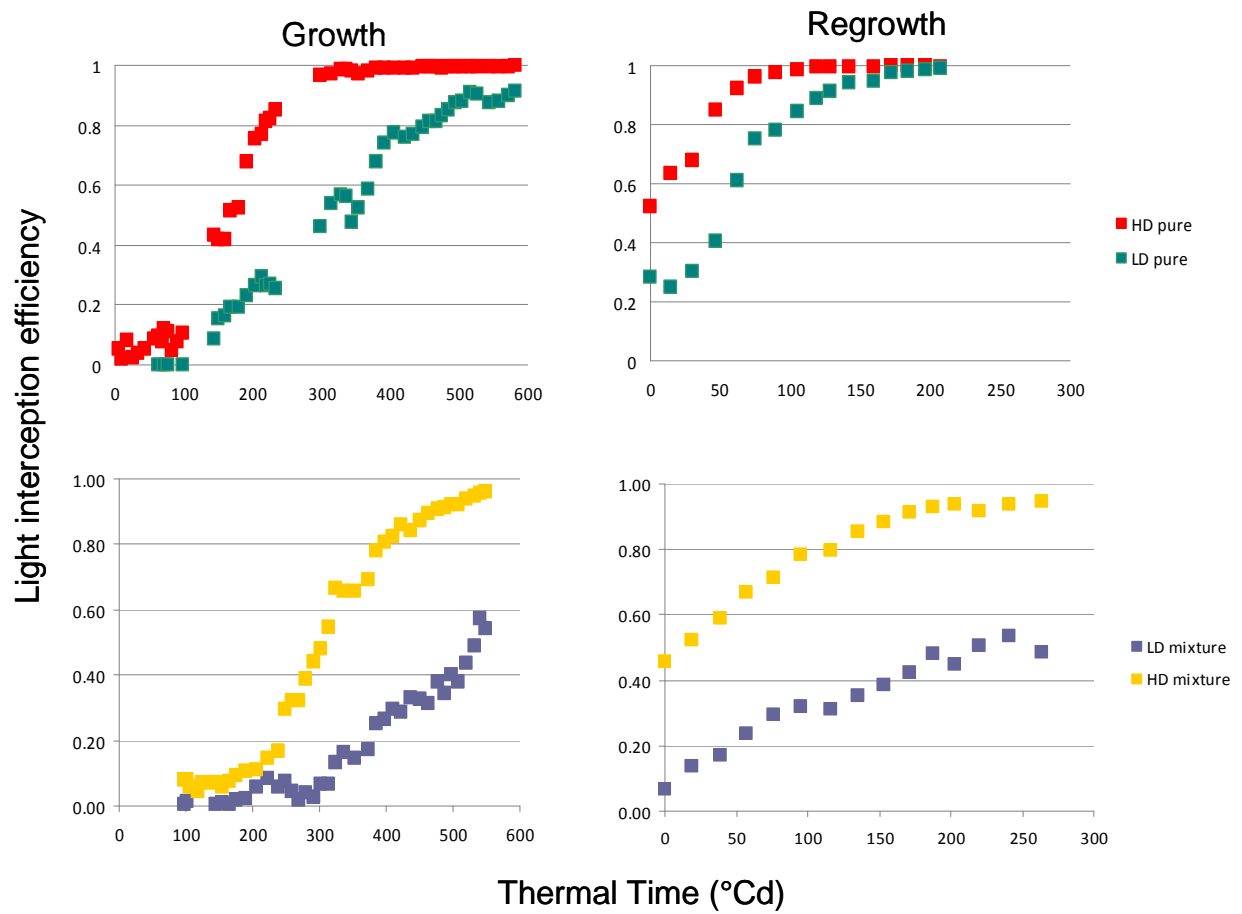 Growth
Regrowth
Light interception efficiency
1
0.8
0.6
0.4
0.2
0
0 100 200 300 400 500 600
1
0.8
0.6
0.4
0.2
0
0 50 100 150 200 250 300
HD pure
LD pure
1.00
0.80
0.60
0.40
0.20
0.00
0 100 200 300 400 500 600
1.00
0.80
0.60
0.40
0.20
0.00
0 50 100 150 200 250 300
LD mixture
HD mixture
Thermal Time (°Cd)